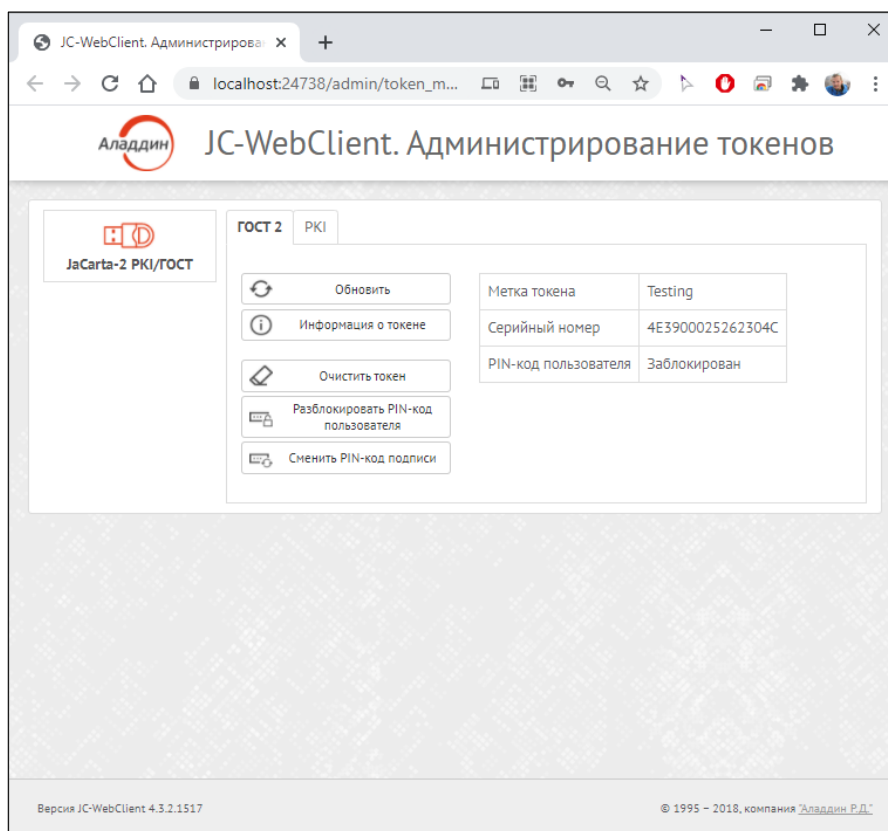 JC-WebClient. Администрирова
localhost:24738/admin/token_m...
Аладдин
JC-WebClient. Администрирование токенов
JaCarta-2 PKI/ГОСТ
ГОСТ 2
PKI
Обновить
Информация о токене
Очистить токен
Разблокировать PIN-код
пользователя
Сменить PIN-код подписи
Метка токена Testing
Серийный номер 4E3900025262304C
PIN-код пользователя Заблокирован
Версия JC-WebClient 4.3.2.1517
© 1995 – 2018, компания "Аладдин Р.Д."